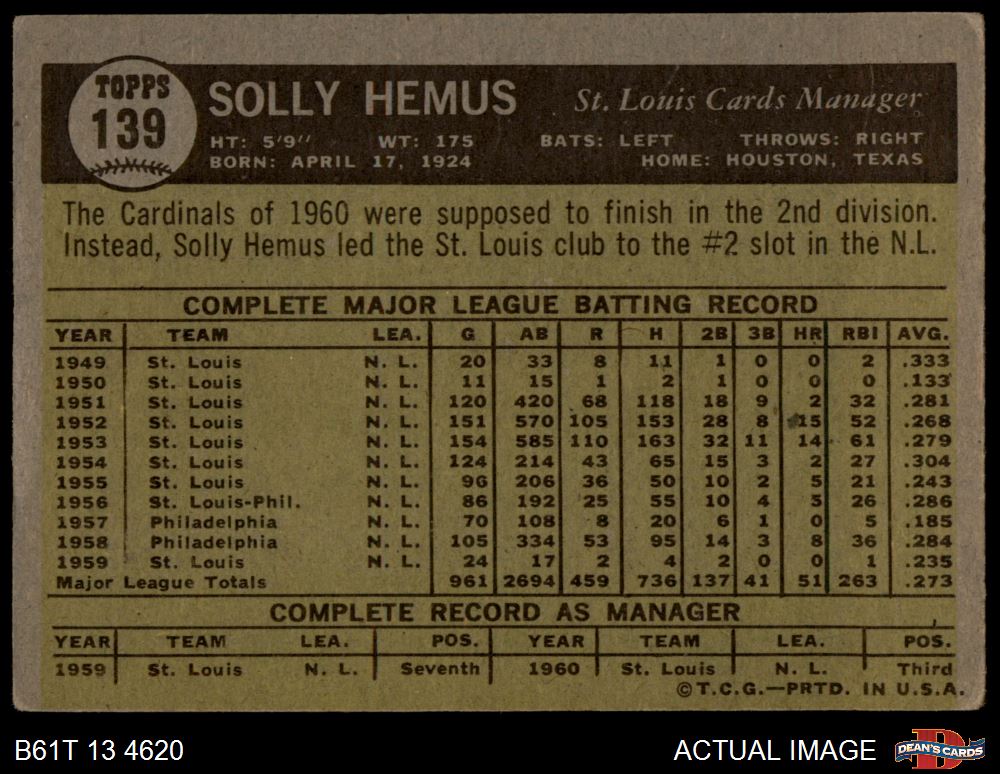 TOPPS
139
SOLLY HEMUS St. Louis Cards Manager
HT: 5'9" WT: 175 BATS: LEFT THROWS: RIGHT
BORN: APRIL 17, 1924 HOME: HOUSTON, TEXAS
The Cardinals of 1960 were supposed to finish in the 2nd division.
Instead, Solly Hemus led the St. Louis club to the #2 slot in the N.L.
COMPLETE MAJOR LEAGUE BATTING RECORD
YEAR TEAM LEA. G AB R H 2B 3B HR RBI AVG.
1949 St. Louis N. L. 20 33 8 11 1 0 0 2 .333
1950 St. Louis N. L. 11 15 1 2 1 0 0 0 .133
1951 St. Louis N. L. 120 420 68 118 18 9 2 32 .281
1952 St. Louis N. L. 151 570 105 153 28 8 15 52 .268
1953 St. Louis N. L. 154 585 110 163 32 11 14 61 .279
1954 St. Louis N. L. 124 214 43 65 15 3 2 27 .304
1955 St. Louis N. L. 96 206 36 50 10 2 5 21 .243
1956 St. Louis-Phil. N. L. 86 192 25 55 10 4 5 26 .286
1957 Philadelphia N. L. 70 108 8 20 6 1 0 5 .185
1958 Philadelphia N. L. 105 334 53 95 14 3 8 36 .284
1959 St. Louis N. L. 24 17 2 4 2 0 0 1 .235
Major League Totals 961 2694 459 736 137 41 51 263 .273
COMPLETE RECORD AS MANAGER
YEAR TEAM LEA. POS. YEAR TEAM LEA. POS.
1959 St. Louis N. L. Seventh 1960 St. Louis N. L. Third
©T.C.G.—PRTD. IN U.S.A.
B61T 13 4620 ACTUAL IMAGE DEAN'S CARDS